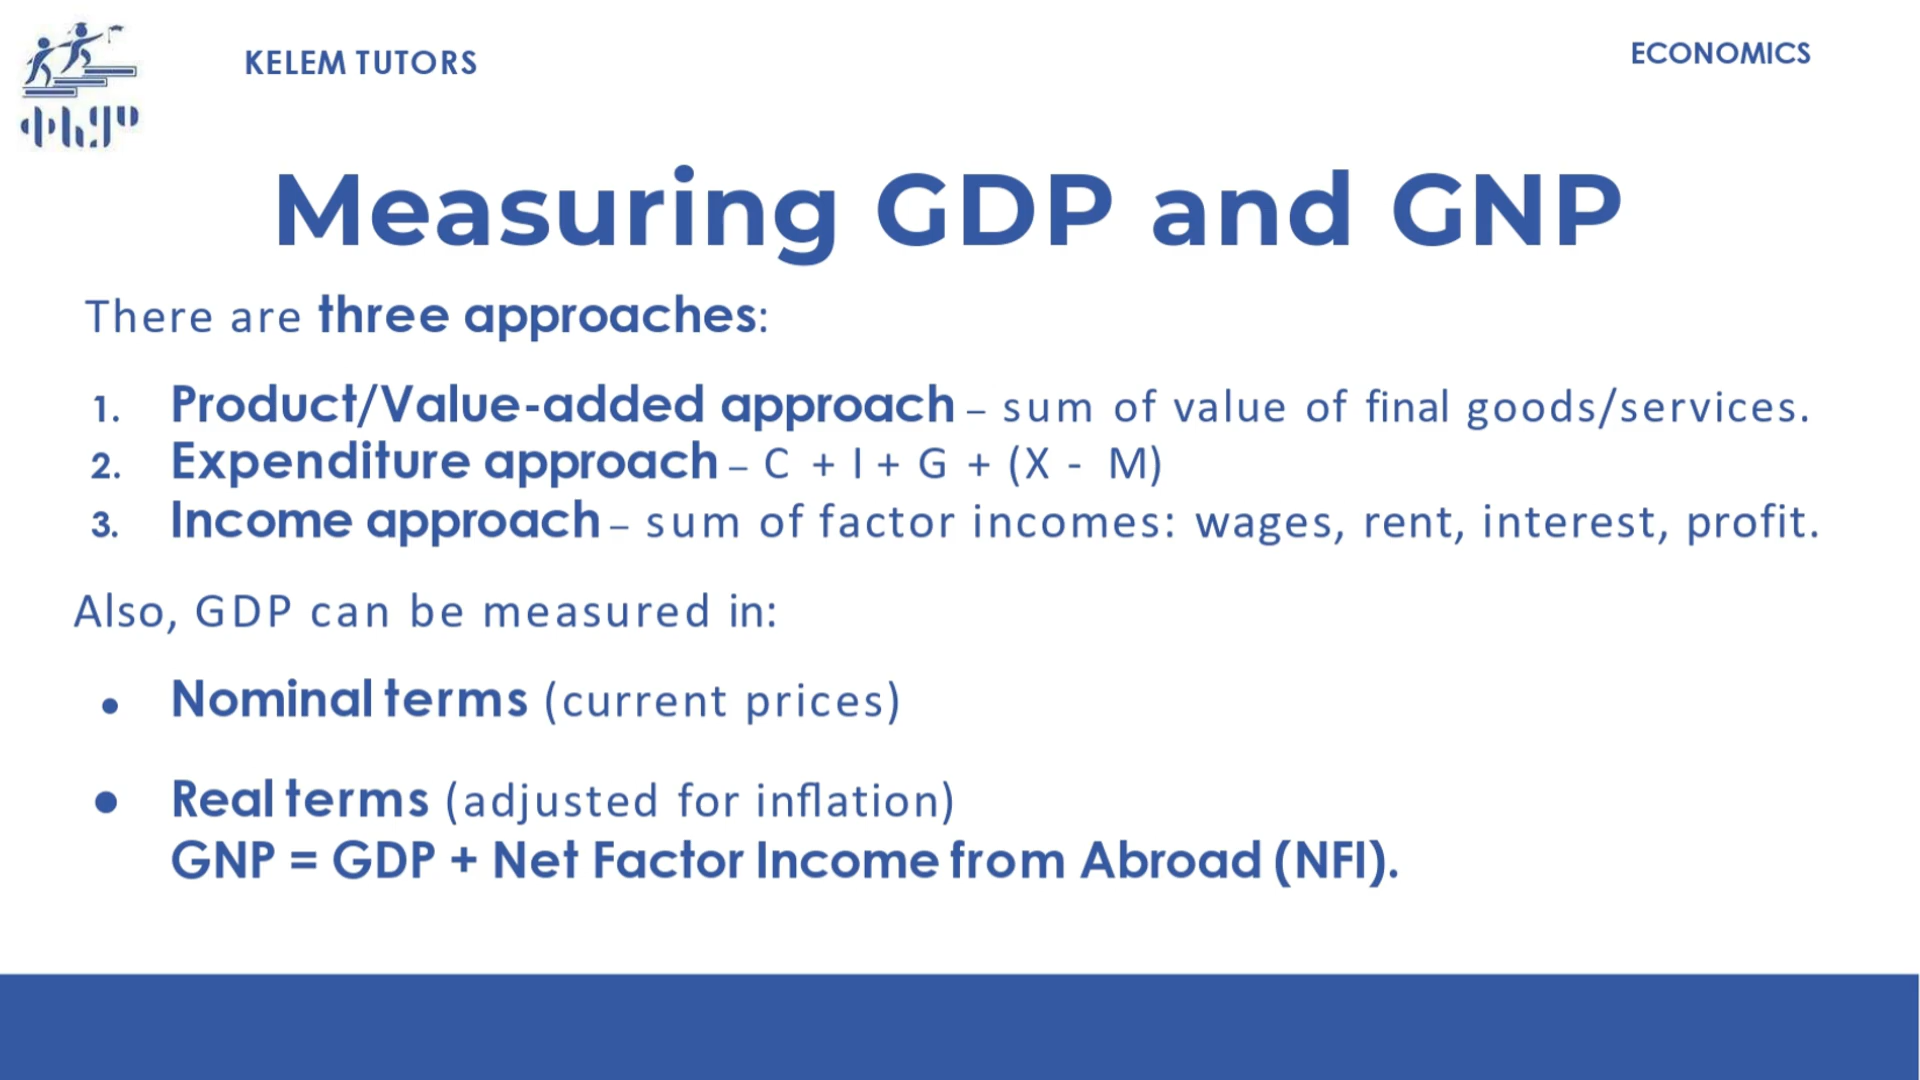 KELEM TUTORS
ECONOMICS
ቀለም
Measuring GDP and GNP
There are three approaches:
1. Product/Value-added approach – sum of value of final goods/services.
2. Expenditure approach – C + I + G + (X - M)
3. Income approach – sum of factor incomes: wages, rent, interest, profit.
Also, GDP can be measured in:
• Nominal terms (current prices)
• Real terms (adjusted for inflation)
GNP = GDP + Net Factor Income from Abroad (NFI).